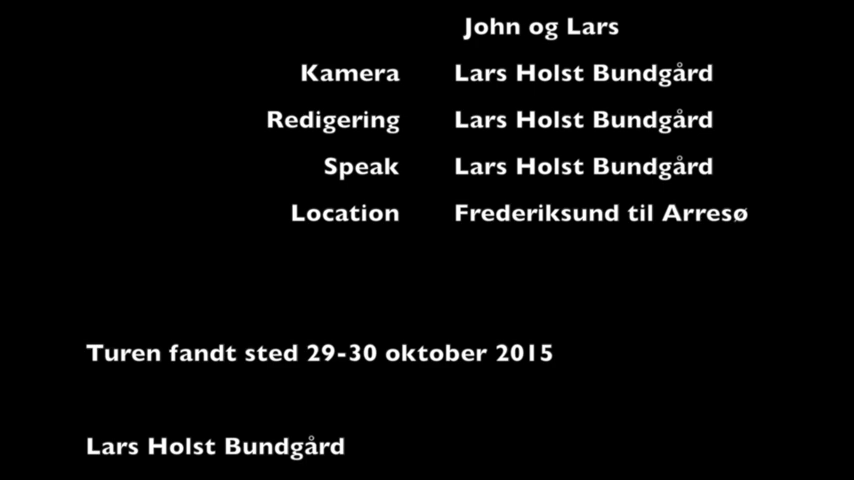 John og Lars
Kamera Lars Holst Bundgård
Redigering Lars Holst Bundgård
Speak Lars Holst Bundgård
Location Frederiksund til Arresø
Turen fandt sted 29-30 oktober 2015
Lars Holst Bundgård